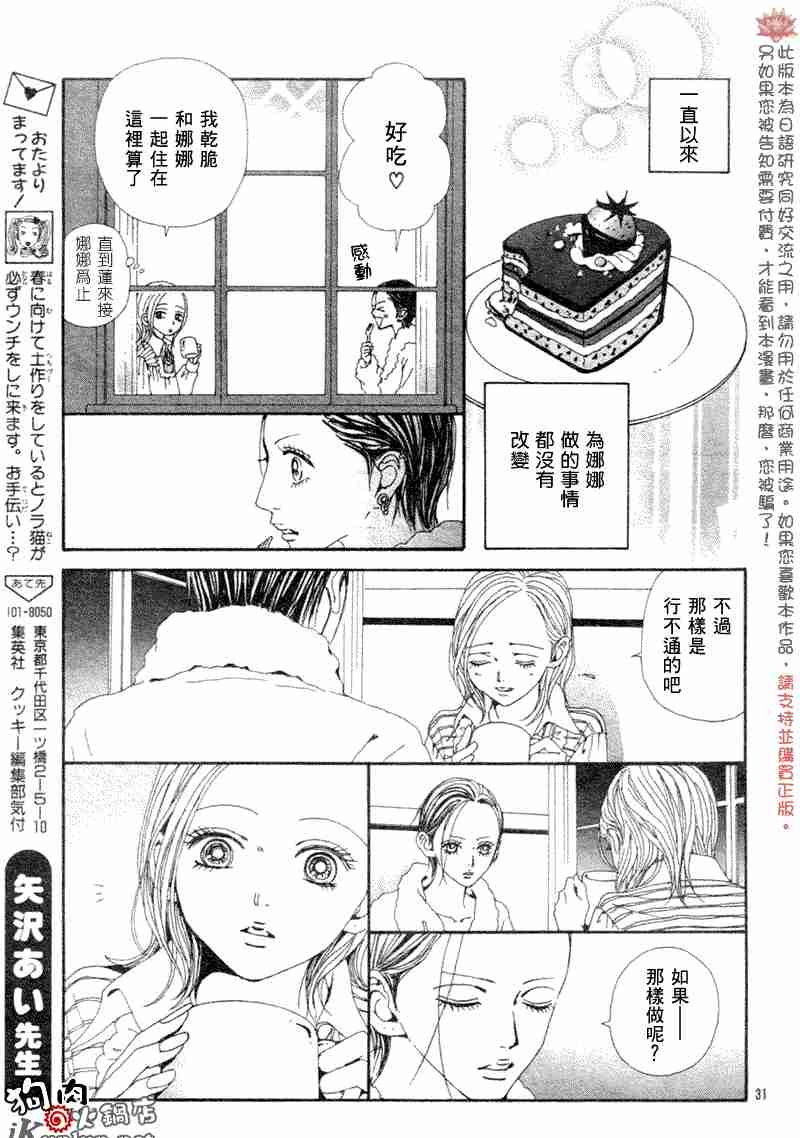 此版本為日語研究同好交流之用，請勿用於任何商業用途。如果您喜歡本作品，請支持並購買正版。
另如果您被告知需要付費，才能看到本漫畫，那麼，您被騙了！
一直以來
好吃♡
感動
我乾脆
和娜娜
一起住在
這裡算了
直到蓮來接
娜娜爲止
為娜娜
做的事情
都沒有
改變
不過
那樣是
行不通的吧
如果——
那樣做呢？
31
おたより
まってます！
春に向けて土作りをしているとノラ猫が
必ずウンチをしに来ます。お手伝い…？
あて先
101-8050
東京都千代田区一ツ橋2-5-10
集英社　クッキー編集部気付
矢沢あい先生
狗肉
火鍋店